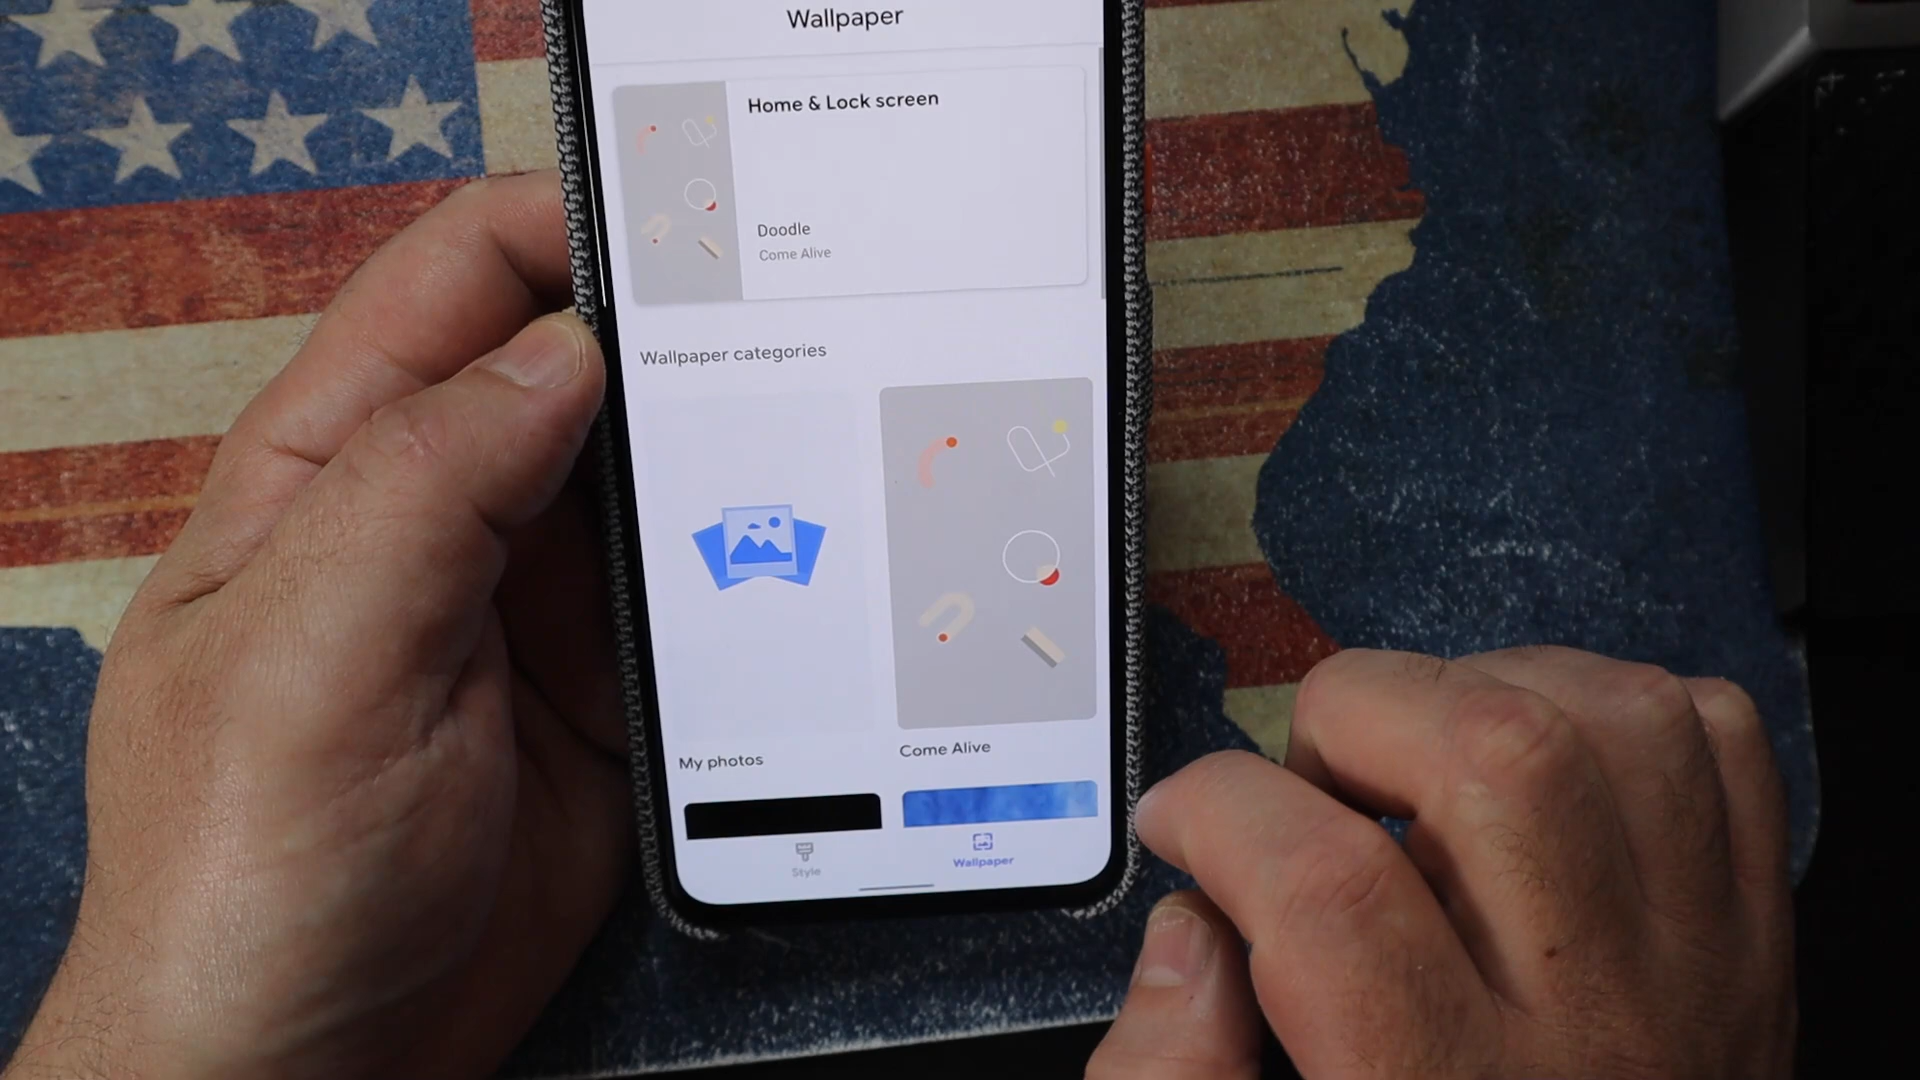 Wallpaper
Home & Lock screen
Doodle
Come Alive
Wallpaper categories
My photos
Come Alive
Style
Wallpaper